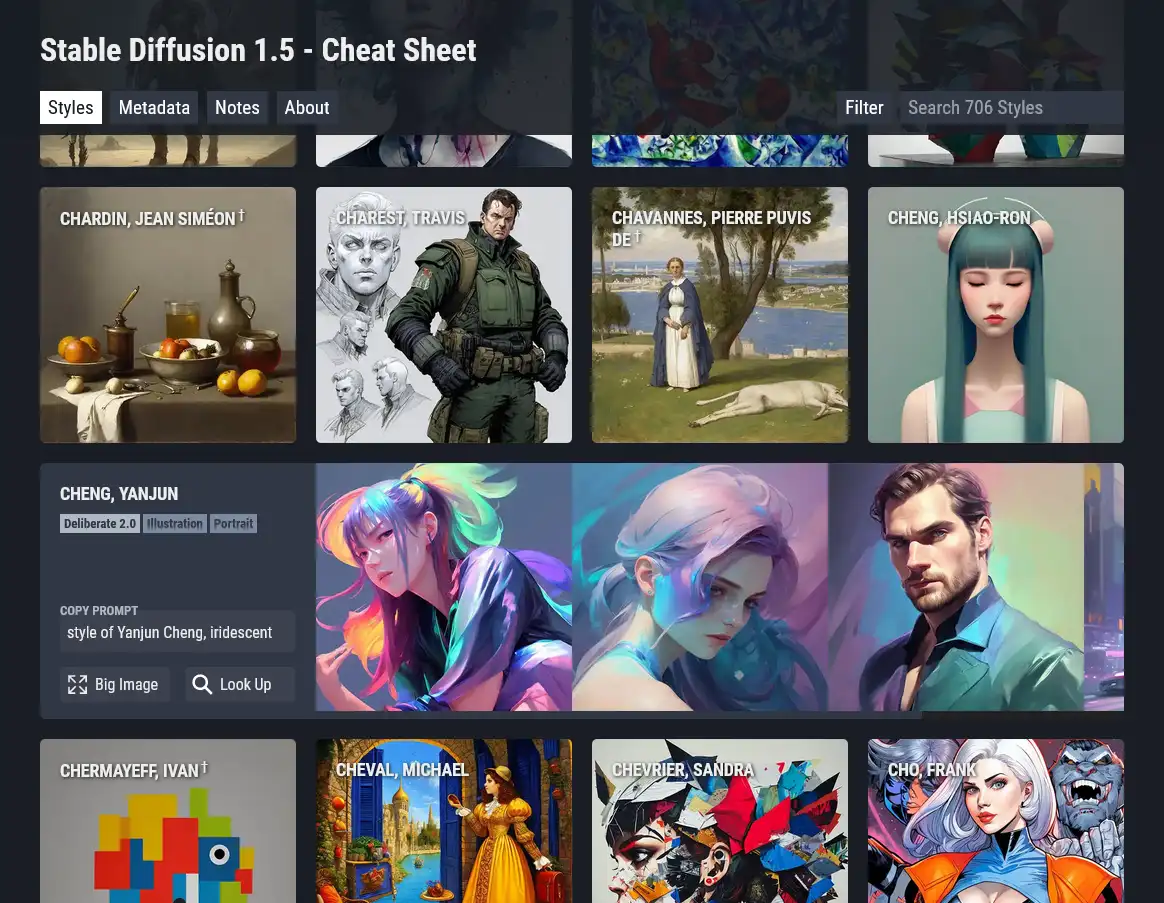 Stable Diffusion 1.5 - Cheat Sheet
Styles Metadata Notes About Filter Search 706 Styles
CHARDIN, JEAN SIMÉON †
CHAREST, TRAVIS
CHAVANNES, PIERRE PUVIS
DE †
CHENG, HSIAO-RON
CHENG, YANJUN
Deliberate 2.0 Illustration Portrait
COPY PROMPT
style of Yanjun Cheng, iridescent
Big Image Look Up
CHERMAYEFF, IVAN †
CHEVAL, MICHAEL
CHEVRIER, SANDRA
CHO, FRANK